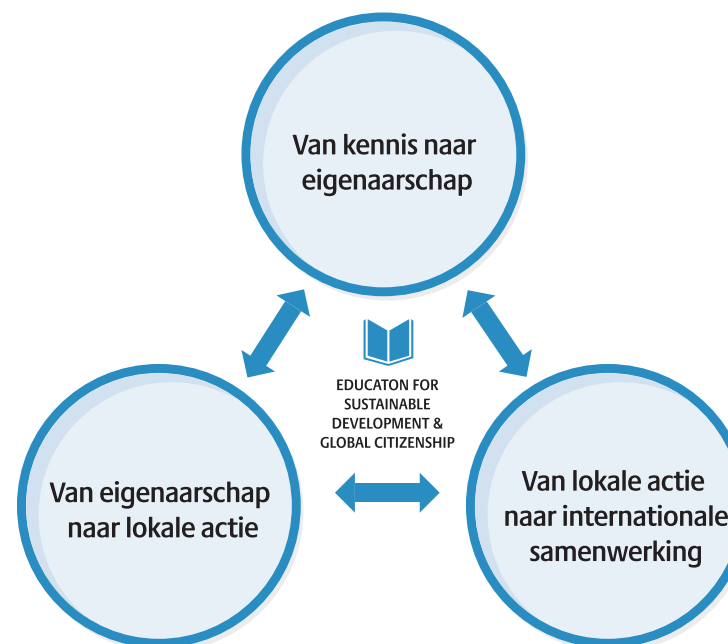 Van kennis naar
eigenaarschap
EDUCATON FOR
SUSTAINABLE
DEVELOPMENT &
GLOBAL CITIZENSHIP
Van eigenaarschap
naar lokale actie
Van lokale actie
naar internationale
samenwerking